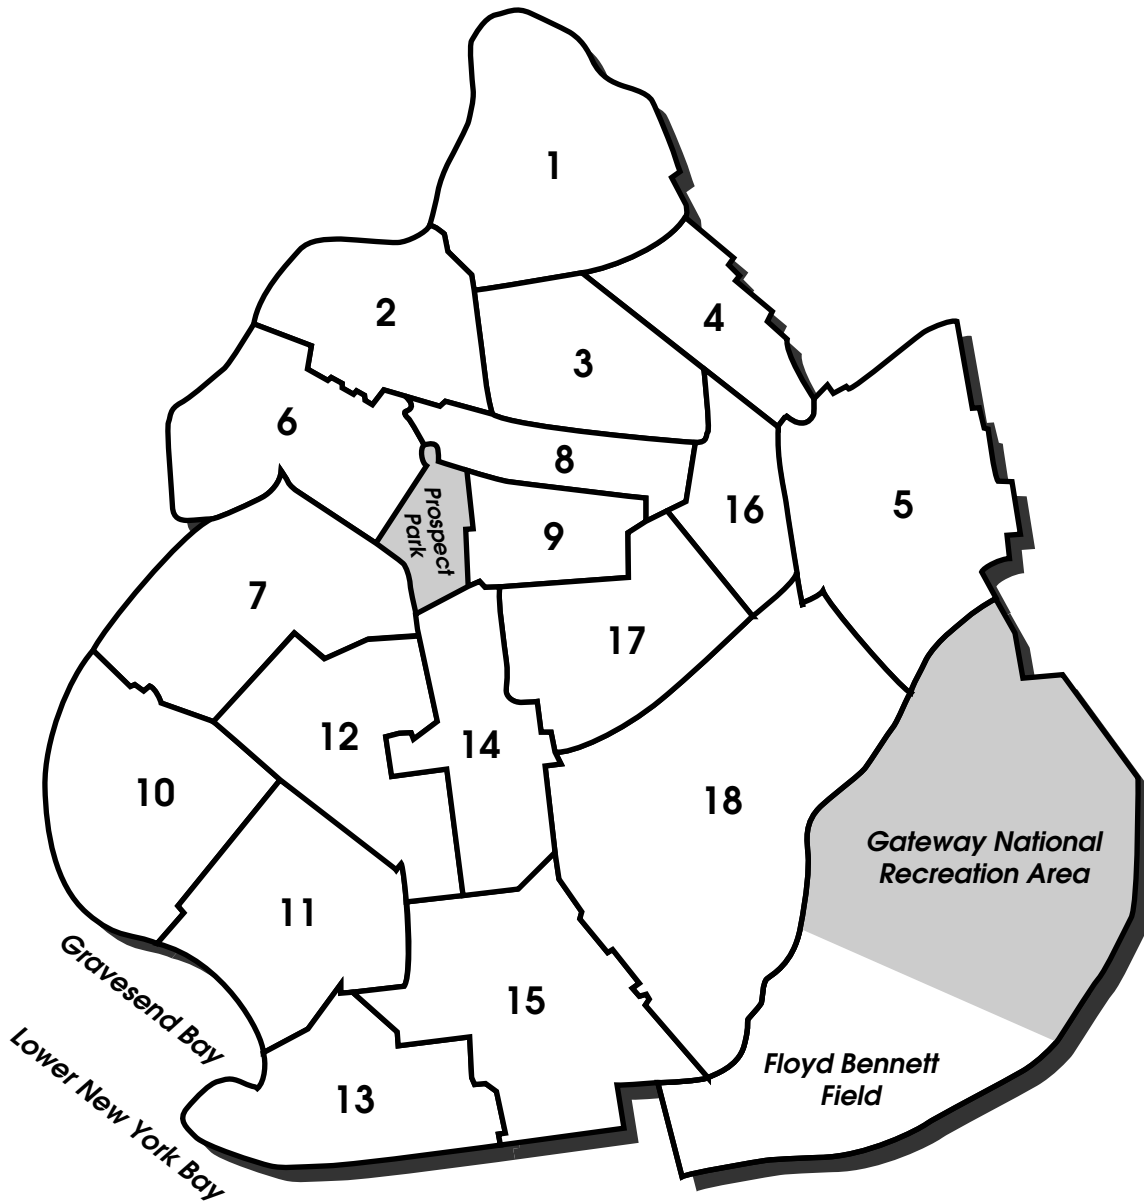 1
2
4
3
6
8
16
5
Prospect
Park
9
7
17
12
14
10
18
Gateway National
Recreation Area
11
Gravesend Bay
15
Lower New York Bay
Floyd Bennett
Field
13